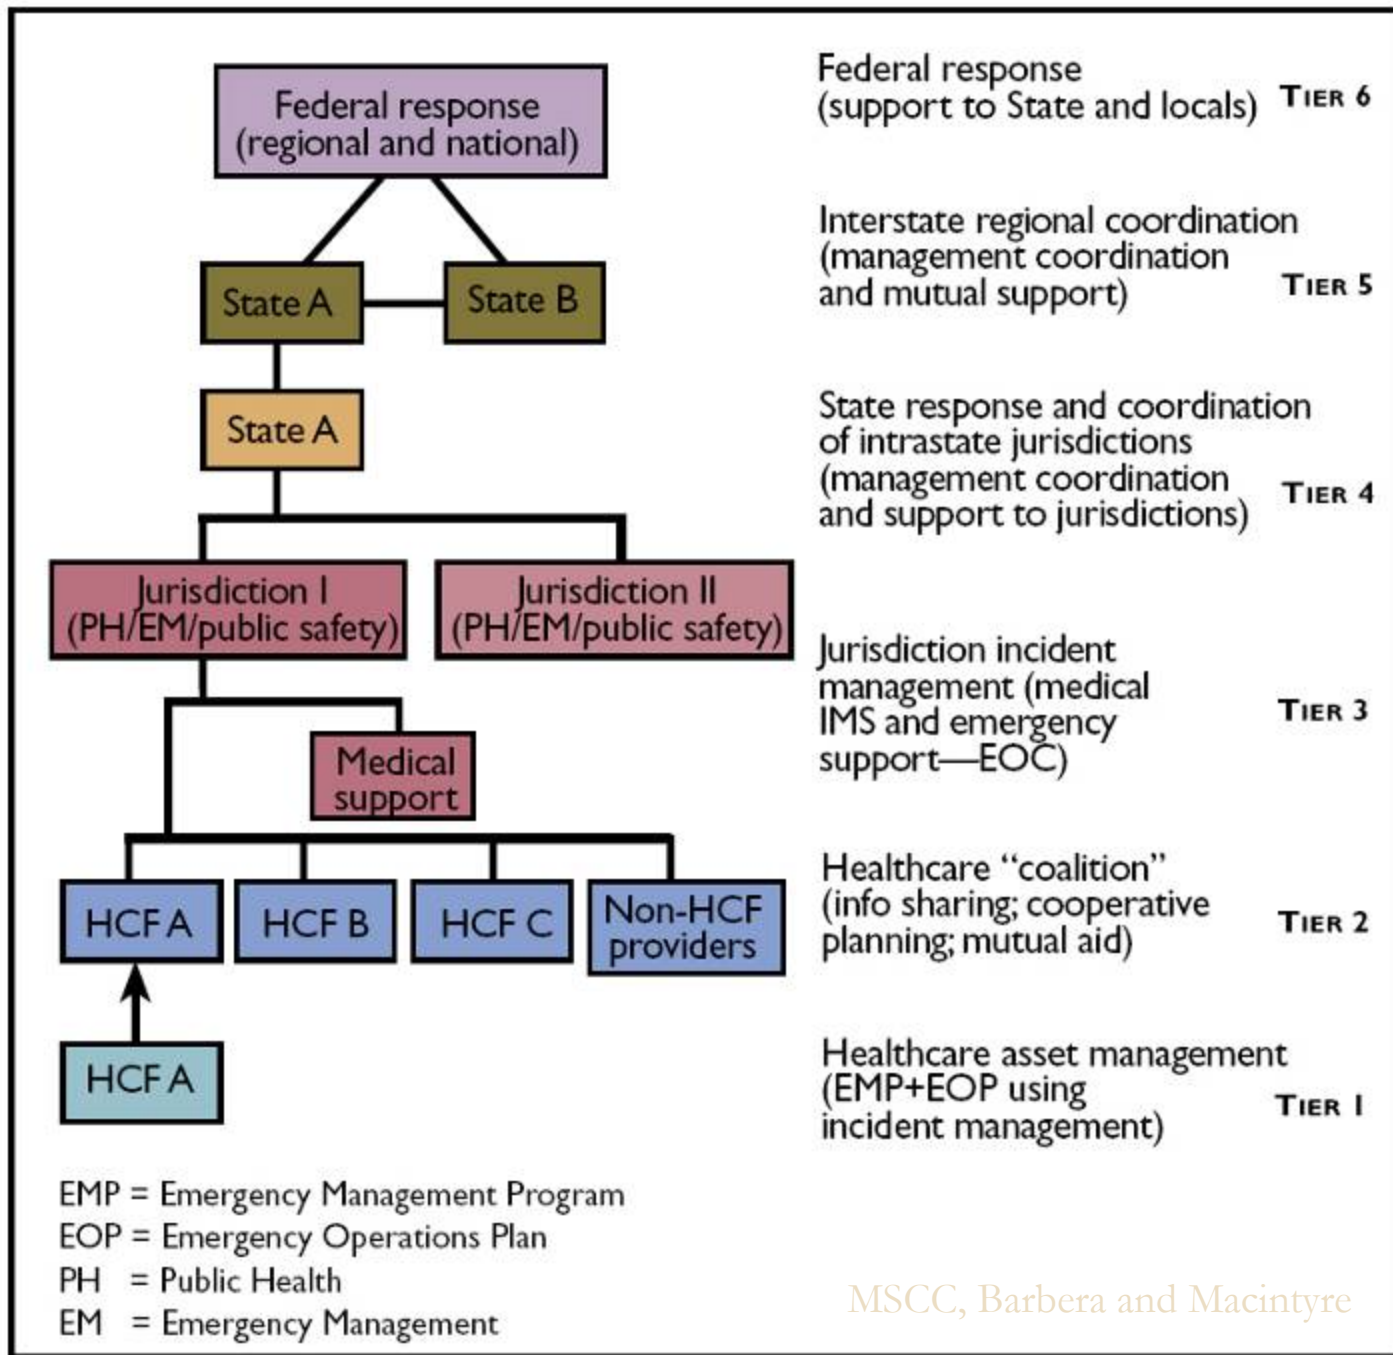 Federal response
(regional and national)
Federal response
(support to State and locals)
TIER 6
State A
State B
Interstate regional coordination
(management coordination
and mutual support)
TIER 5
State A
State response and coordination
of intrastate jurisdictions
(management coordination
and support to jurisdictions)
TIER 4
Jurisdiction I
(PH/EM/public safety)
Jurisdiction II
(PH/EM/public safety)
Medical
support
Jurisdiction incident
management (medical
IMS and emergency
support—EOC)
TIER 3
HCF A
HCF B
HCF C
Non-HCF
providers
Healthcare “coalition”
(info sharing; cooperative
planning; mutual aid)
TIER 2
HCF A
Healthcare asset management
(EMP+EOP using
incident management)
TIER 1
EMP = Emergency Management Program
EOP = Emergency Operations Plan
PH = Public Health
EM = Emergency Management
MSCC, Barbera and Macintyre